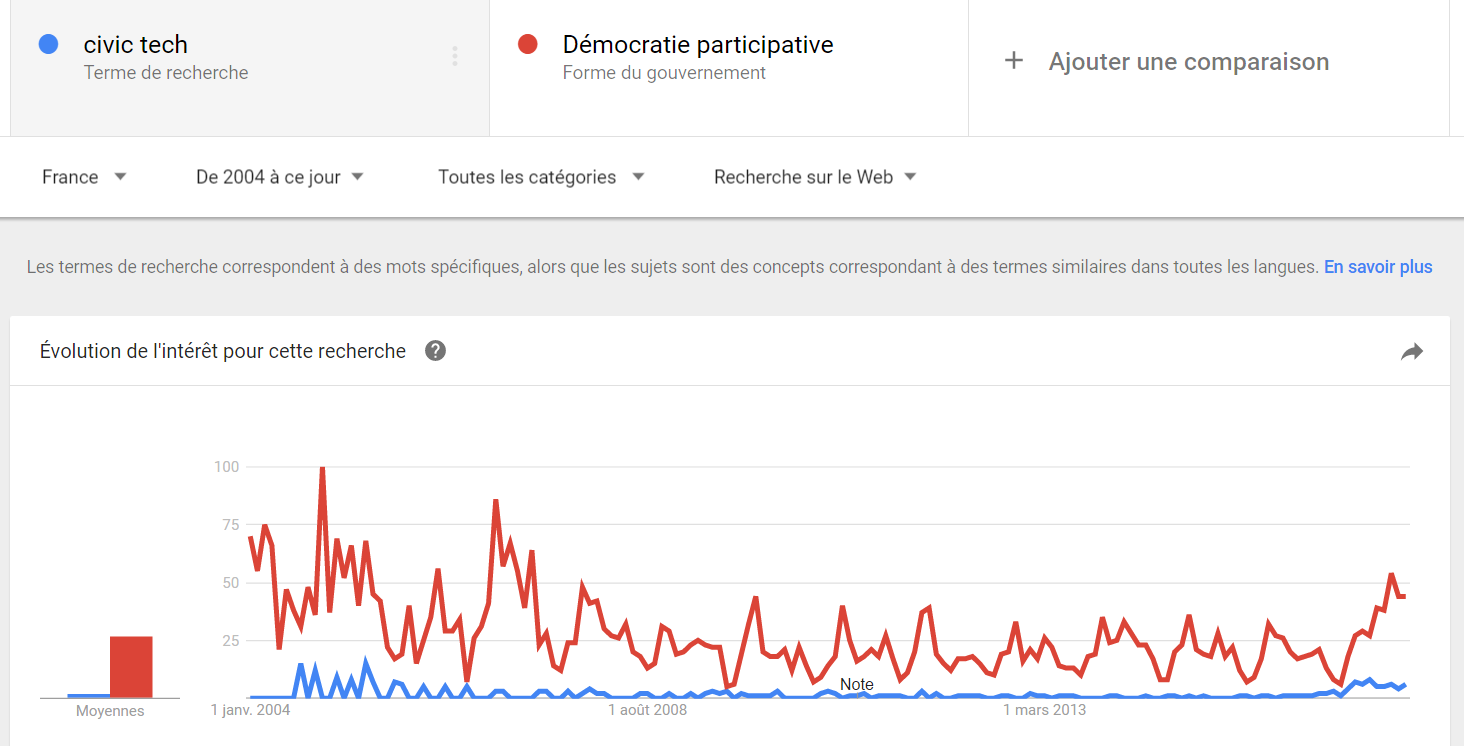 civic tech
Terme de recherche
Démocratie participative
Forme du gouvernement
+ Ajouter une comparaison
France
De 2004 à ce jour
Toutes les catégories
Recherche sur le Web
Les termes de recherche correspondent à des mots spécifiques, alors que les sujets sont des concepts correspondant à des termes similaires dans toutes les langues. En savoir plus
Évolution de l'intérêt pour cette recherche ?
100
75
50
25
Note
Moyennes
1 janv. 2004
1 août 2008
1 mars 2013